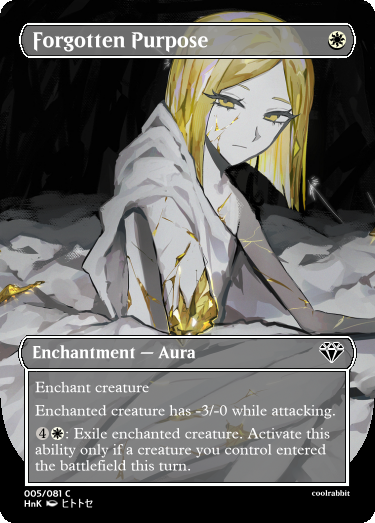 Forgotten Purpose
Enchantment — Aura
Enchant creature
Enchanted creature has -3/-0 while attacking.
4: Exile enchanted creature. Activate this
ability only if a creature you control entered
the battlefield this turn.
005/081 C
HnK ヒトトセ
coolrabbit